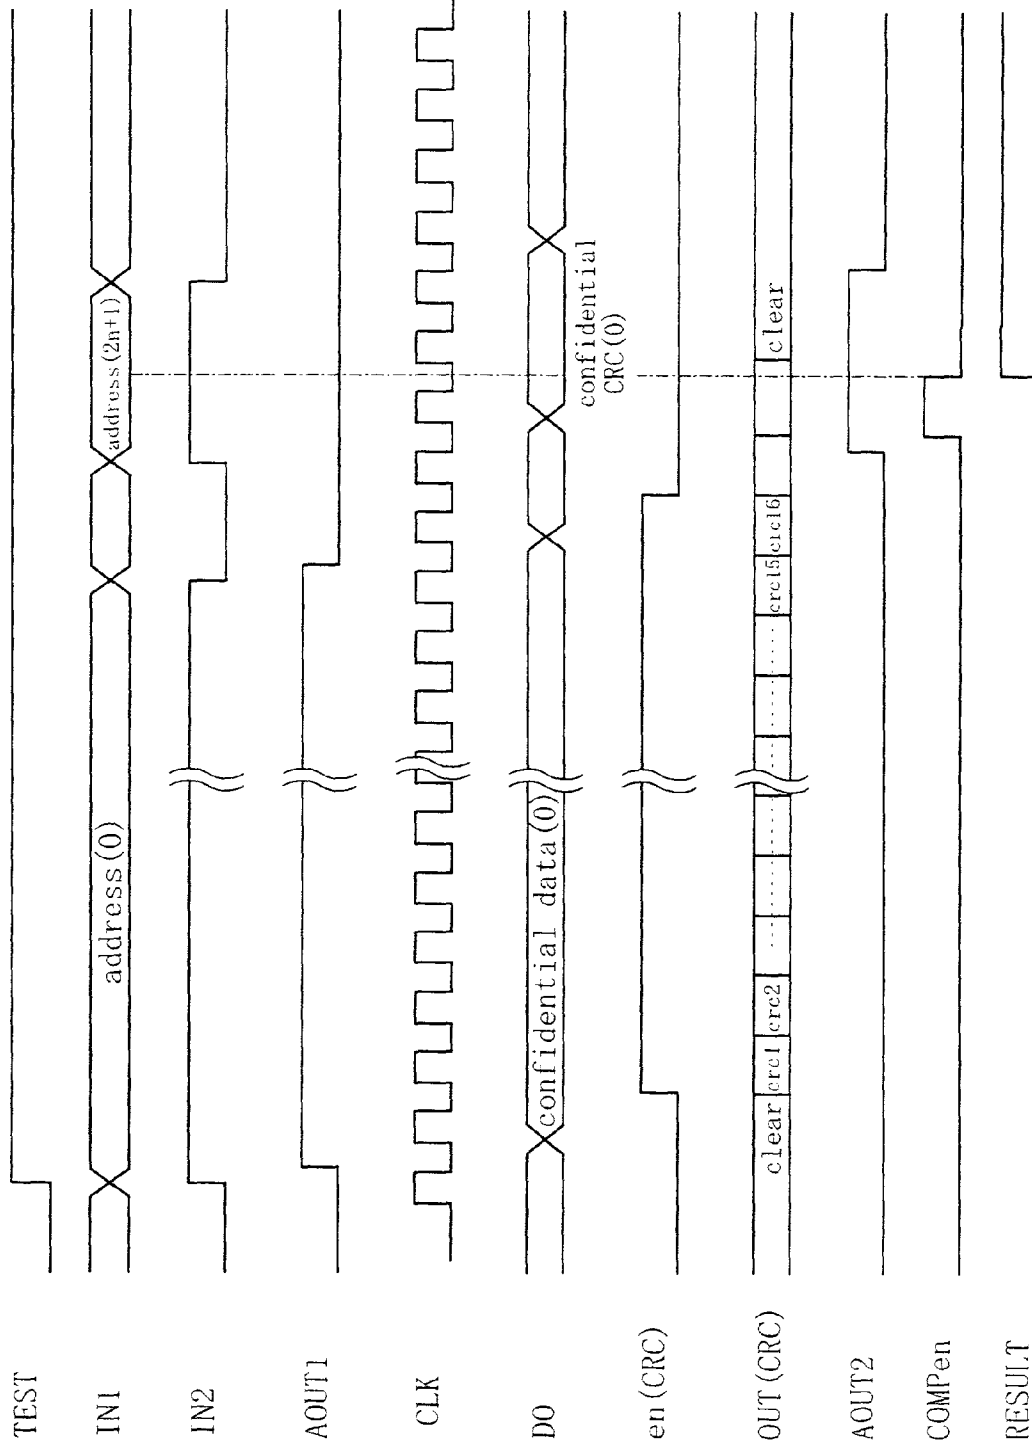 TEST
IN1
address(0)
address(2n+1)
IN2
AOUT1
CLK
DO
confidential data(0)
confidential
CRC(0)
en(CRC)
OUT(CRC)
clear
crc1
crc2
crc15
crc16
clear
AOUT2
COMPen
RESULT